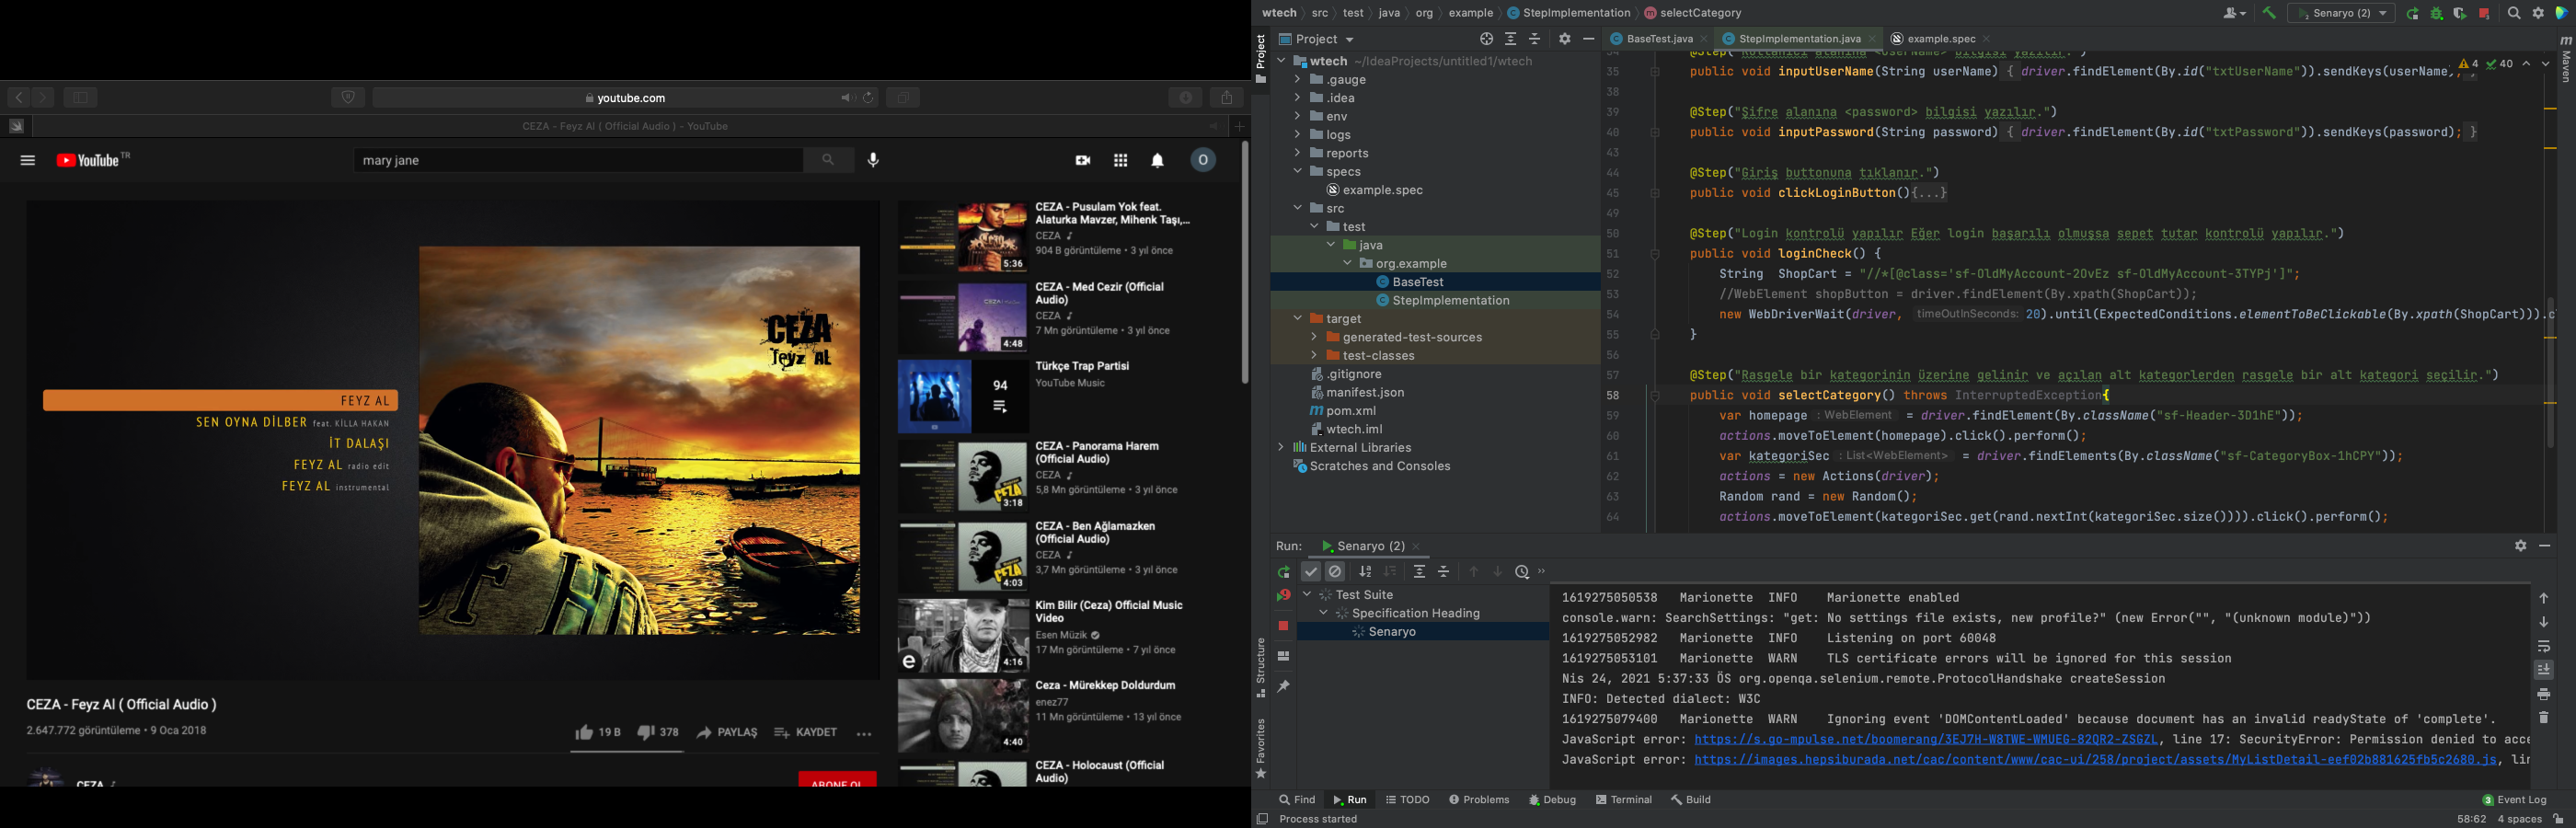 youtube.com
CEZA - Feyz Al ( Official Audio ) - YouTube
YouTube TR
mary jane
O
CEZA
feyz AL
FEYZ AL
SEN OYNA DİLBER feat. KİLLA HAKAN
İT DALAŞI
FEYZ AL radio edit
FEYZ AL instrumental
CEZA - Feyz Al ( Official Audio )
2.647.772 görüntüleme • 9 Oca 2018
19 B
378
PAYLAŞ
KAYDET
CEZA
ABONE OL
CEZA - Pusulam Yok feat.
Alaturka Mavzer, Mihenk Taşı,...
CEZA
904 B görüntüleme • 3 yıl önce
5:36
CEZA - Med Cezir (Official
Audio)
CEZA
7 Mn görüntüleme • 3 yıl önce
4:48
Türkçe Trap Partisi
YouTube Music
94
CEZA - Panorama Harem
(Official Audio)
CEZA
5,8 Mn görüntüleme • 3 yıl önce
3:18
CEZA - Ben Ağlamazken
(Official Audio)
CEZA
3,7 Mn görüntüleme • 3 yıl önce
4:03
Kim Bilir (Ceza) Official Music
Video
Esen Müzik
17 Mn görüntüleme • 7 yıl önce
4:16
Ceza - Mürekkep Doldurdum
enez77
11 Mn görüntüleme • 13 yıl önce
4:40
CEZA - Holocaust (Official
Audio)
wtech src test java org example StepImplementation selectCategory
Senaryo (2)
Project
Project
wtech ~/IdeaProjects/untitled1/wtech
.gauge
.idea
env
logs
reports
specs
example.spec
src
test
java
org.example
BaseTest
StepImplementation
target
generated-test-sources
test-classes
.gitignore
manifest.json
pom.xml
wtech.iml
External Libraries
Scratches and Consoles
BaseTest.java StepImplementation.java example.spec
Maven
4 40
34 @Step("Kullanıcı alanına <userName> bilgisi yazılır.")
35 public void inputUserName(String userName) { driver.findElement(By.id("txtUserName")).sendKeys(userName); }
38
39 @Step("Şifre alanına <password> bilgisi yazılır.")
40 public void inputPassword(String password) { driver.findElement(By.id("txtPassword")).sendKeys(password); }
43
44 @Step("Giriş buttonuna tıklanır.")
45 public void clickLoginButton(){...}
49
50 @Step("Login kontrolü yapılır Eğer login başarılı olmuşsa sepet tutar kontrolü yapılır.")
51 public void loginCheck() {
52 String ShopCart = "//*[@class='sf-OldMyAccount-2OvEz sf-OldMyAccount-3TYPj']";
53 //WebElement shopButton = driver.findElement(By.xpath(ShopCart));
54 new WebDriverWait(driver, timeOutInSeconds: 20).until(ExpectedConditions.elementToBeClickable(By.xpath(ShopCart))).c
55 }
56
57 @Step("Rasgele bir kategorinin üzerine gelinir ve açılan alt kategorlerden rasgele bir alt kategori seçilir.")
58 public void selectCategory() throws InterruptedException{
59 var homepage : WebElement = driver.findElement(By.className("sf-Header-3D1hE"));
60 actions.moveToElement(homepage).click().perform();
61 var kategoriSec : List<WebElement> = driver.findElements(By.className("sf-CategoryBox-1hCPY"));
62 actions = new Actions(driver);
63 Random rand = new Random();
64 actions.moveToElement(kategoriSec.get(rand.nextInt(kategoriSec.size()))).click().perform();
Run: Senaryo (2)
Test Suite
Specification Heading
Senaryo
1619275050538 Marionette INFO Marionette enabled
console.warn: SearchSettings: "get: No settings file exists, new profile?" (new Error("", "(unknown module)"))
1619275052982 Marionette INFO Listening on port 60048
1619275053101 Marionette WARN TLS certificate errors will be ignored for this session
Nis 24, 2021 5:37:33 ÖS org.openqa.selenium.remote.ProtocolHandshake createSession
INFO: Detected dialect: W3C
1619275079400 Marionette WARN Ignoring event 'DOMContentLoaded' because document has an invalid readyState of 'complete'.
JavaScript error: https://s.go-mpulse.net/boomerang/3EJ7H-W8TWE-WMUEG-82QR2-ZSGZL, line 17: SecurityError: Permission denied to acce
JavaScript error: https://images.hepsiburada.net/cac/content/www/cac-ui/258/project/assets/MyListDetail-eef02b881625fb5c2680.js, lin
Structure
Favorites
Find Run TODO Problems Debug Terminal Build
3 Event Log
Process started
58:62 4 spaces